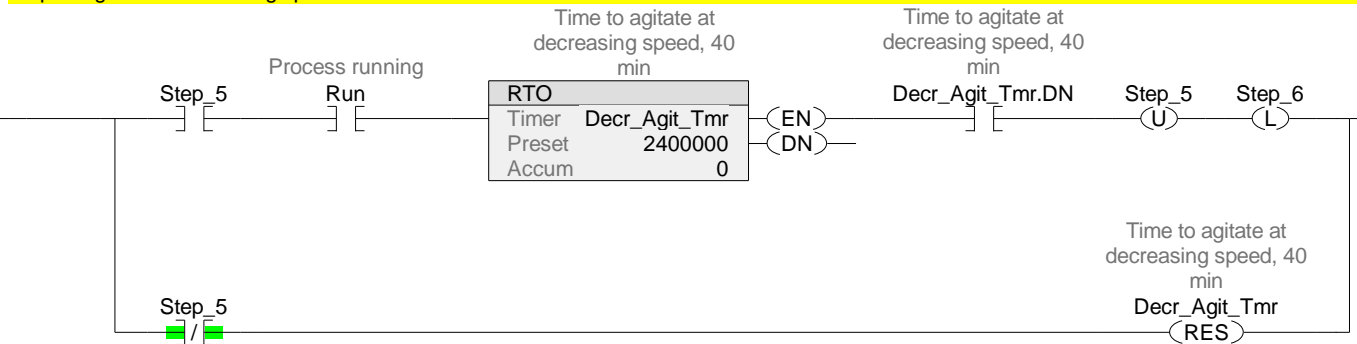 Time to agitate at
decreasing speed, 40
min
Time to agitate at
decreasing speed, 40
min
Process running
Step_5
Run
RTO
Timer Decr_Agit_Tmr
Preset 2400000
Accum 0
EN
DN
Decr_Agit_Tmr.DN
Step_5
U
Step_6
L
Time to agitate at
decreasing speed, 40
min
Step_5
/
Decr_Agit_Tmr
RES